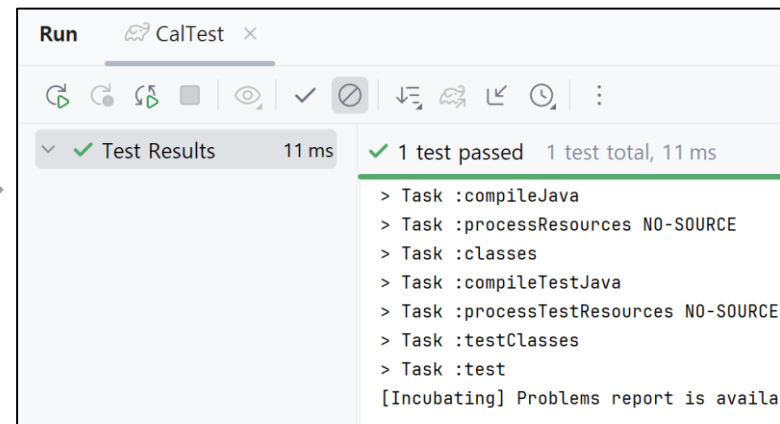 Run CalTest
Test Results 11 ms
1 test passed 1 test total, 11 ms
> Task :compileJava
> Task :processResources NO-SOURCE
> Task :classes
> Task :compileTestJava
> Task :processTestResources NO-SOURCE
> Task :testClasses
> Task :test
[Incubating] Problems report is availa